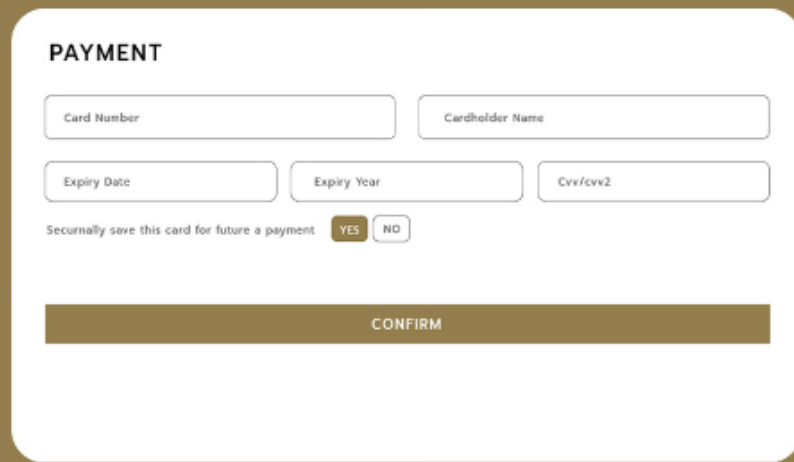 PAYMENT
Card Number Cardholder Name
Expiry Date Expiry Year Cvv/cvv2
Securnally save this card for future a payment YES NO
CONFIRM